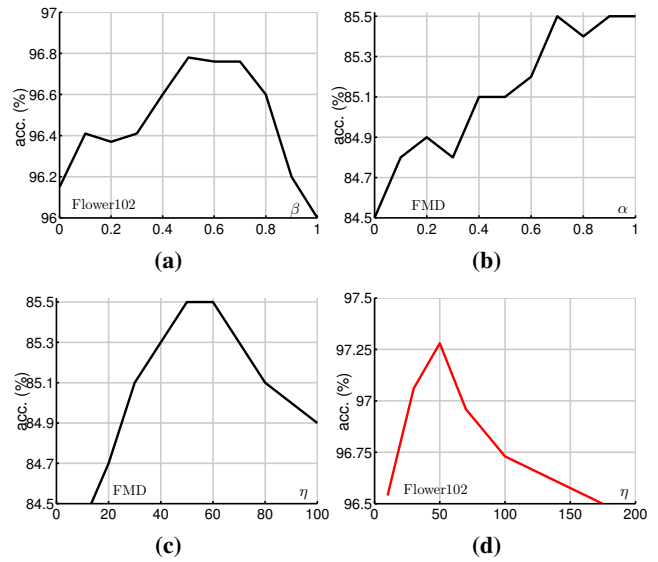 97
96.8
96.6
96.4
96.2
96
acc. (%)
Flower102
β
0 0.2 0.4 0.6 0.8 1
(a)
85.5
85.3
85.1
84.9
84.7
84.5
acc. (%)
FMD
α
0 0.2 0.4 0.6 0.8 1
(b)
85.5
85.3
85.1
84.9
84.7
84.5
acc. (%)
FMD
η
0 20 40 60 80 100
(c)
97.5
97.25
97
96.75
96.5
acc. (%)
Flower102
η
0 50 100 150 200
(d)